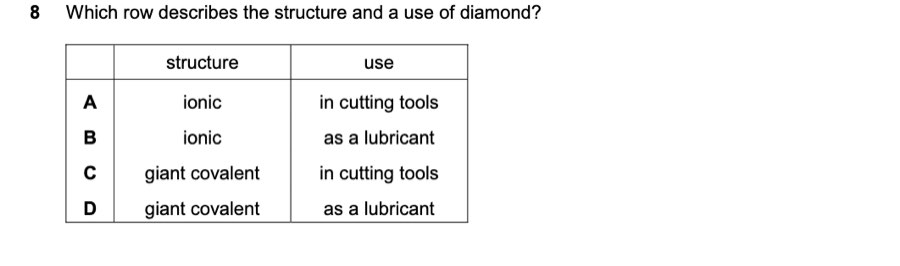 8 Which row describes the structure and a use of diamond?
structure use
A ionic in cutting tools
B ionic as a lubricant
C giant covalent in cutting tools
D giant covalent as a lubricant